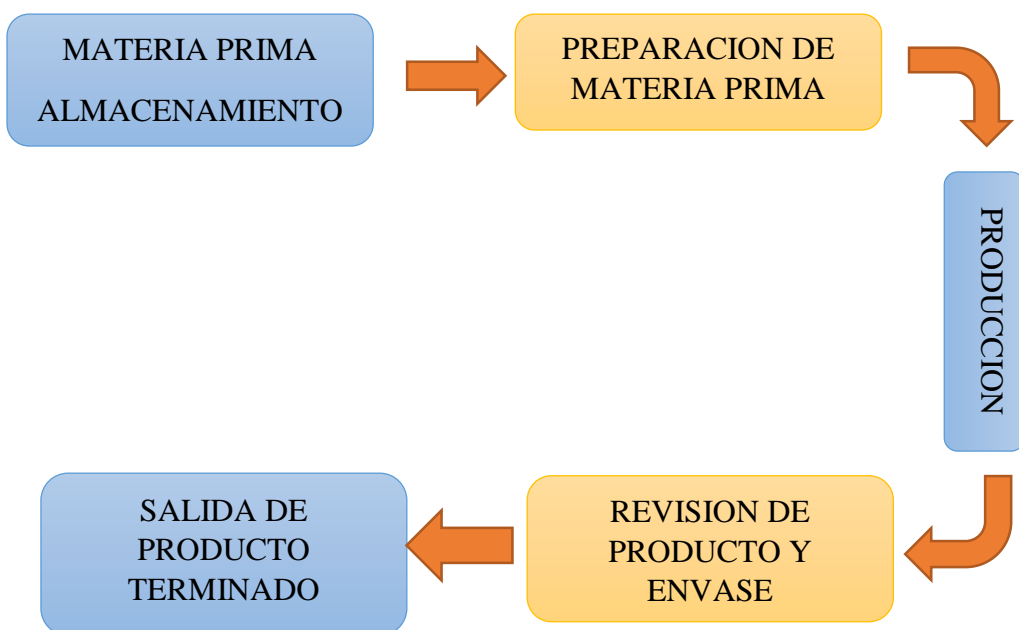 MATERIA PRIMA
ALMACENAMIENTO
PREPARACION DE
MATERIA PRIMA
PRODUCCION
REVISION DE
PRODUCTO Y
ENVASE
SALIDA DE
PRODUCTO
TERMINADO